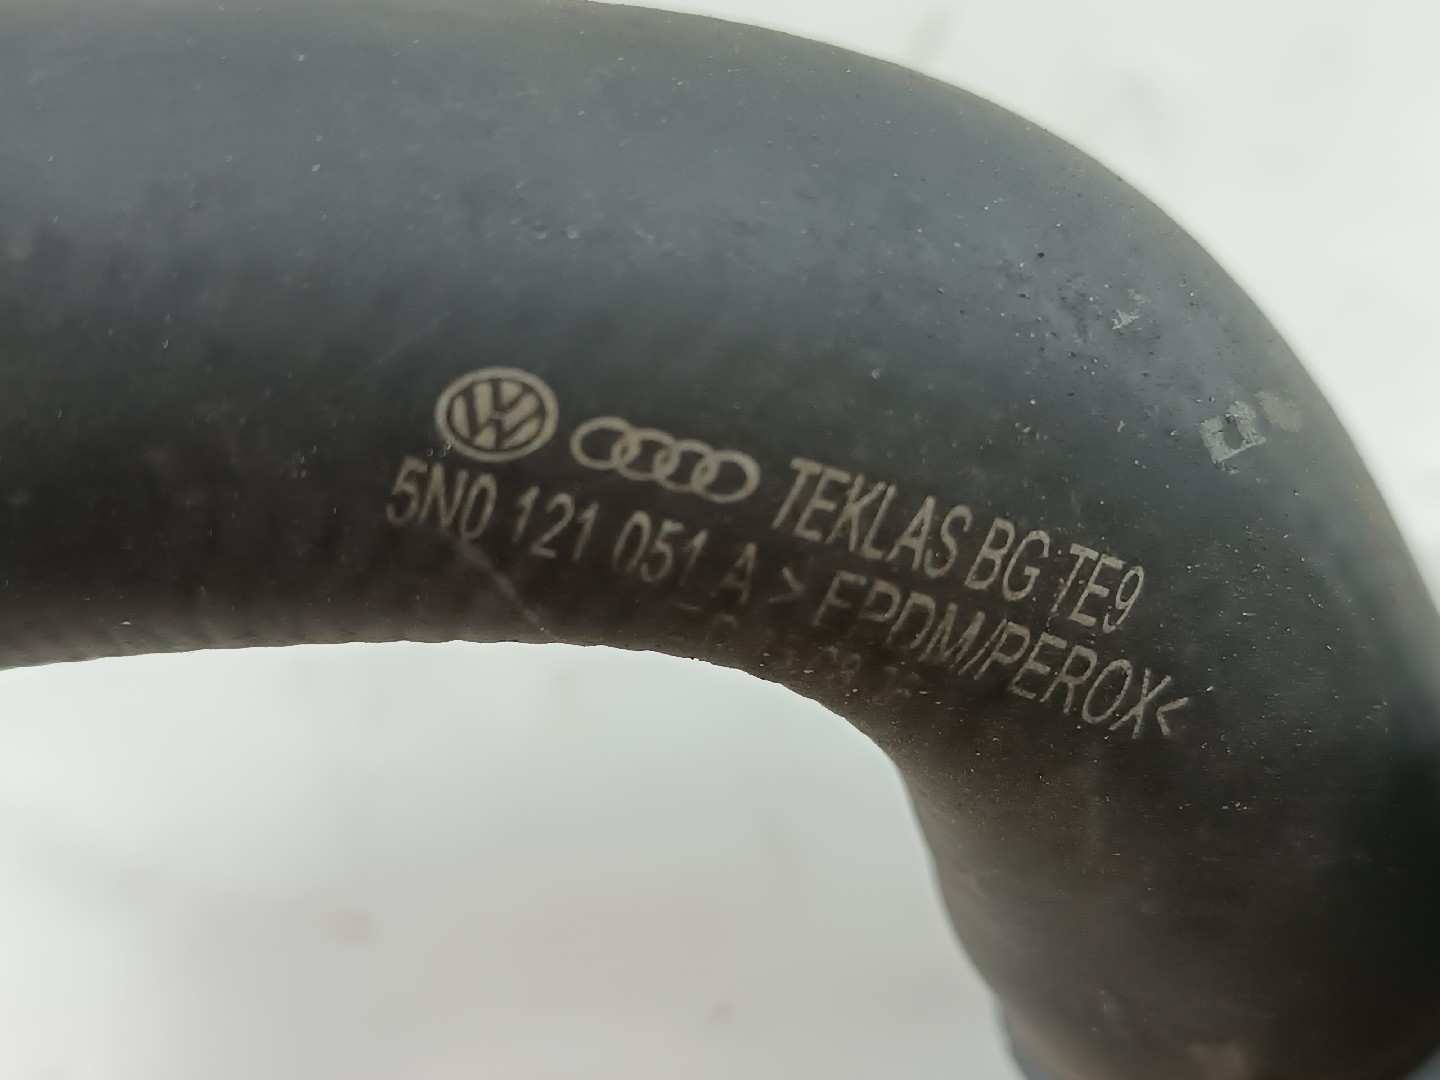 TEKLAS BG TE9
5N0 121 051 A >EPDM/PEROX<